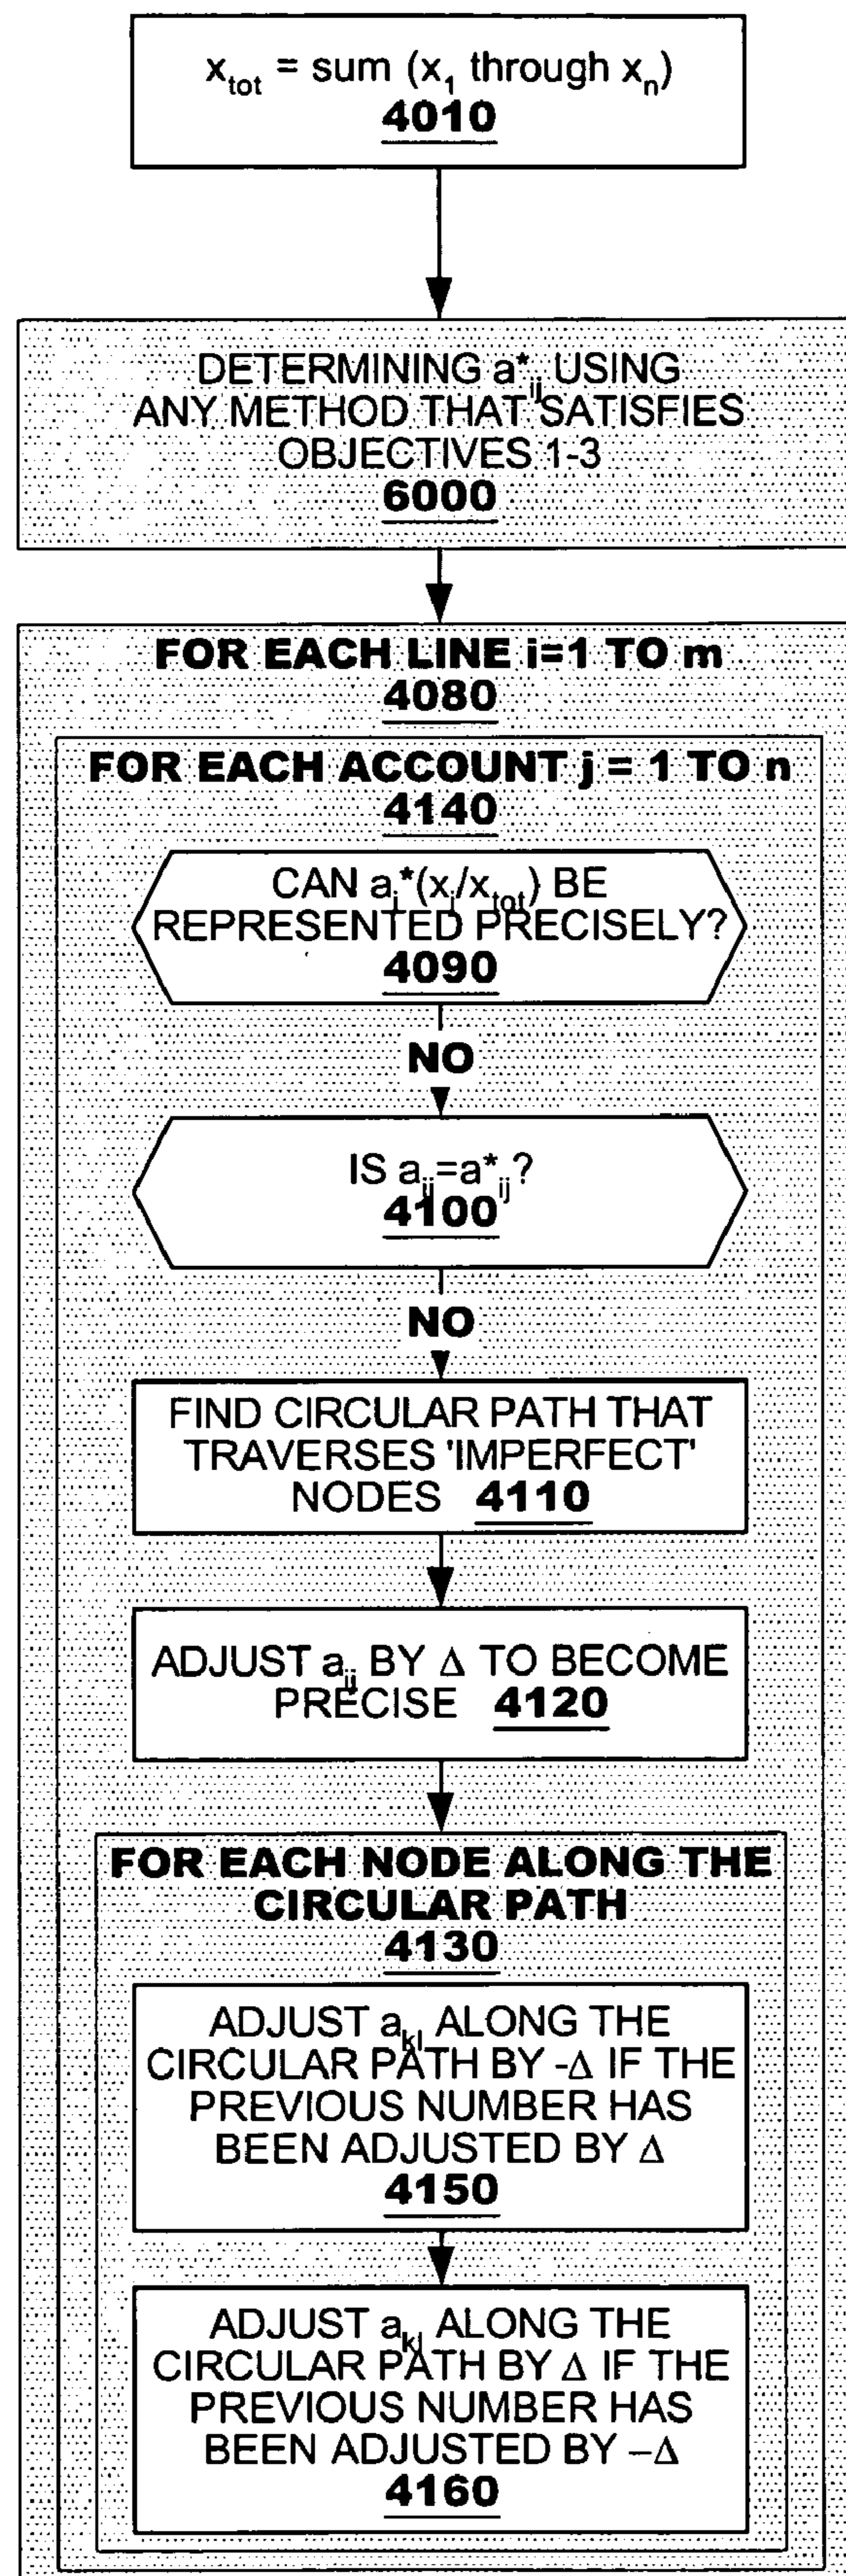 x_tot = sum (x_1 through x_n)
4010
DETERMINING a*_ij USING
ANY METHOD THAT SATISFIES
OBJECTIVES 1-3
6000
FOR EACH LINE i=1 TO m
4080
FOR EACH ACCOUNT j = 1 TO n
4140
CAN a_i*(x_j/x_tot) BE
REPRESENTED PRECISELY?
4090
NO
IS a_ij=a*_ij?
4100
NO
FIND CIRCULAR PATH THAT
TRAVERSES 'IMPERFECT'
NODES 4110
ADJUST a_ij BY Δ TO BECOME
PRECISE 4120
FOR EACH NODE ALONG THE
CIRCULAR PATH
4130
ADJUST a_kl ALONG THE
CIRCULAR PATH BY -Δ IF THE
PREVIOUS NUMBER HAS
BEEN ADJUSTED BY Δ
4150
ADJUST a_kl ALONG THE
CIRCULAR PATH BY Δ IF THE
PREVIOUS NUMBER HAS
BEEN ADJUSTED BY –Δ
4160